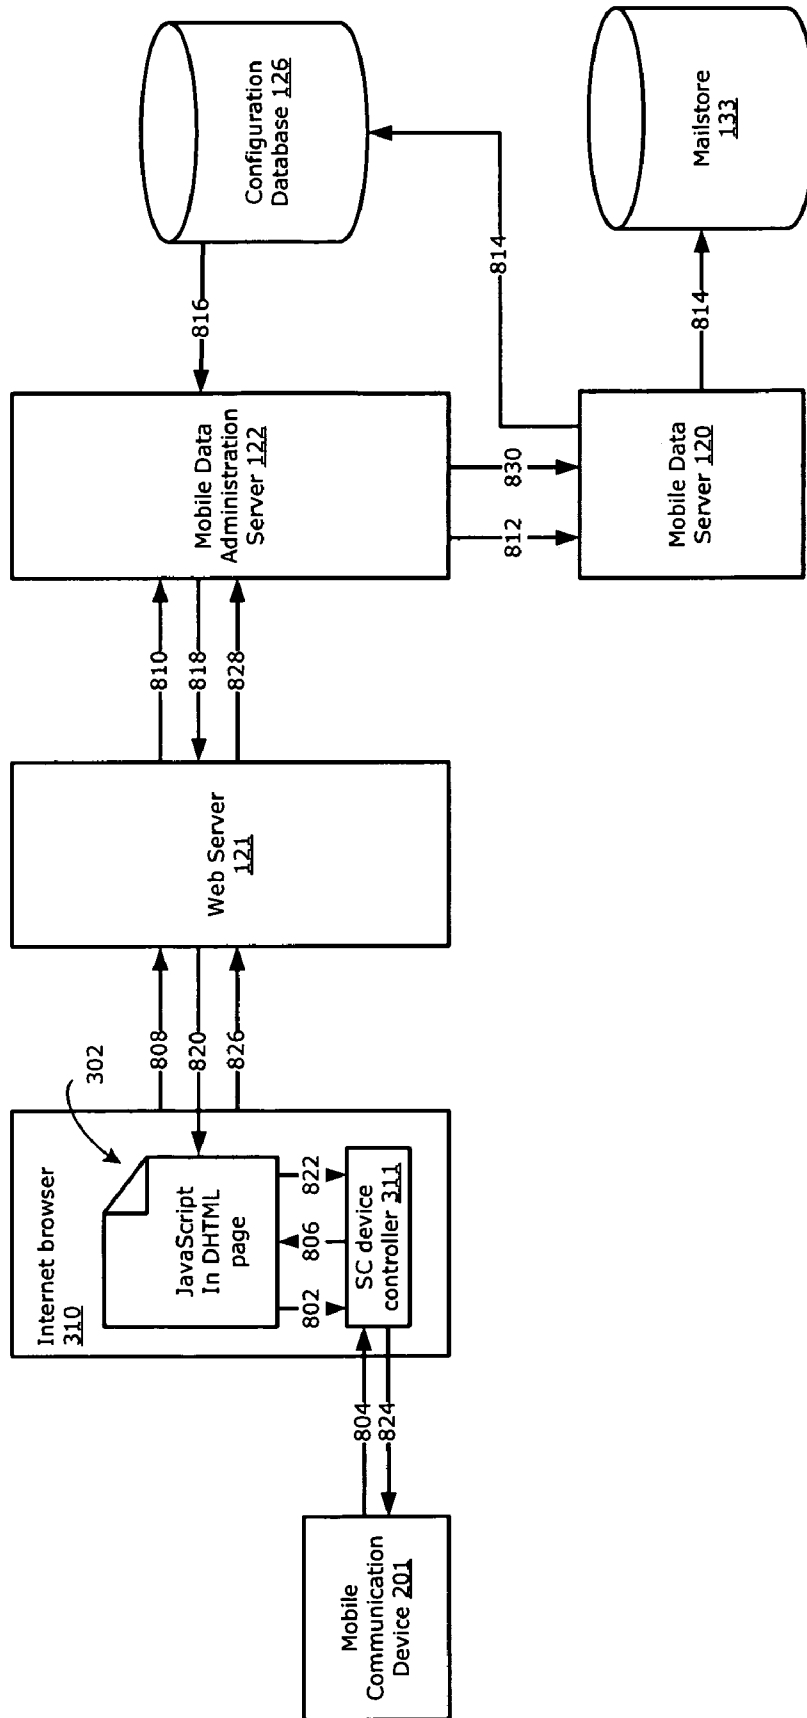 Mobile
Communication
Device 201
804
824
Internet browser
310
302
JavaScript
In DHTML
page
802
806
822
SC device
controller 311
808
820
826
Web Server
121
810
818
828
Mobile Data
Administration
Server 122
812
830
816
Configuration
Database 126
814
Mobile Data
Server 120
814
Mailstore
133